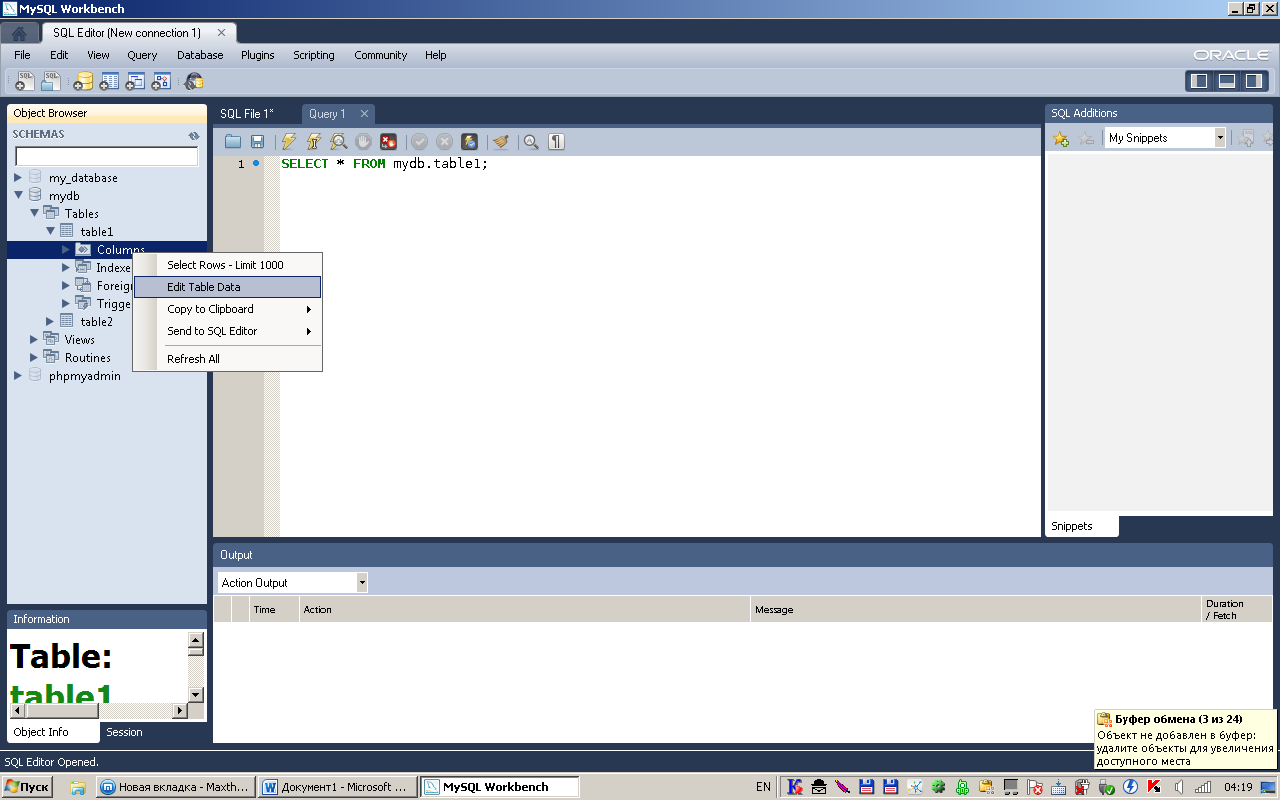 MySQL Workbench
SQL Editor (New connection 1)
File Edit View Query Database Plugins Scripting Community Help
ORACLE
Object Browser
SCHEMAS
my_database
mydb
Tables
table1
Columns
Indexe
Foreig
Trigge
table2
Views
Routines
phpmyadmin
Select Rows - Limit 1000
Edit Table Data
Copy to Clipboard
Send to SQL Editor
Refresh All
SQL File 1*
Query 1
1 SELECT * FROM mydb.table1;
SQL Additions
My Snippets
Snippets
Output
Action Output
Time Action Message Duration
/ Fetch
Information
Table:
table1
Object Info Session
Буфер обмена (3 из 24)
Объект не добавлен в буфер:
удалите объекты для увеличения
доступного места
SQL Editor Opened.
Пуск
Новая вкладка - Maxth...
Документ1 - Microsoft ...
MySQL Workbench
EN
04:19